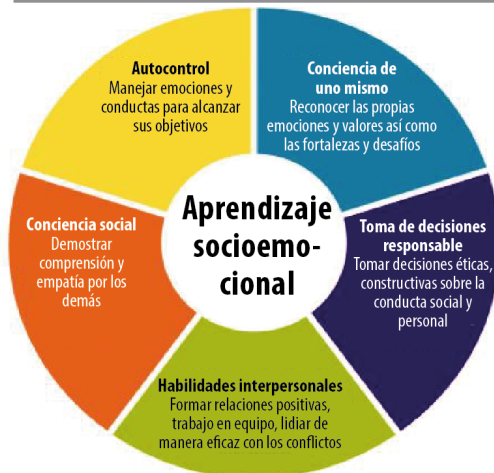 Autocontrol
Manejar emociones y
conductas para alcanzar
sus objetivos
Conciencia de
uno mismo
Reconocer las propias
emociones y valores así como
las fortalezas y desafíos
Aprendizaje
socioemo-
cional
Conciencia social
Demostrar
comprensión y
empatía por los
demás
Toma de decisiones
responsable
Tomar decisiones éticas,
constructivas sobre la
conducta social y
personal
Habilidades interpersonales
Formar relaciones positivas,
trabajo en equipo, lidiar de
manera eficaz con los conflictos